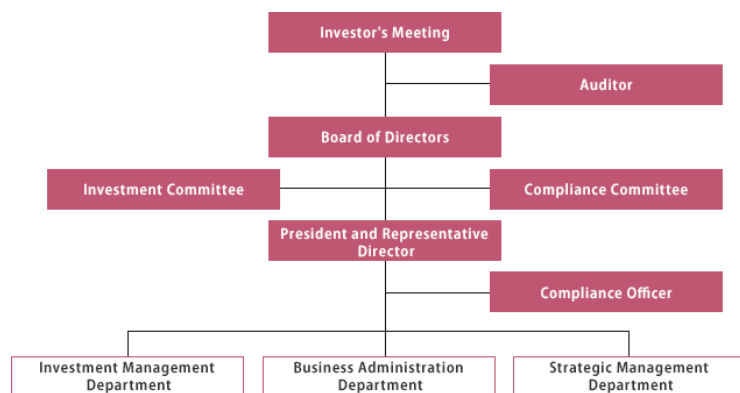 Investor's Meeting
Auditor
Board of Directors
Investment Committee
Compliance Committee
President and Representative
Director
Compliance Officer
Investment Management
Department
Business Administration
Department
Strategic Management
Department